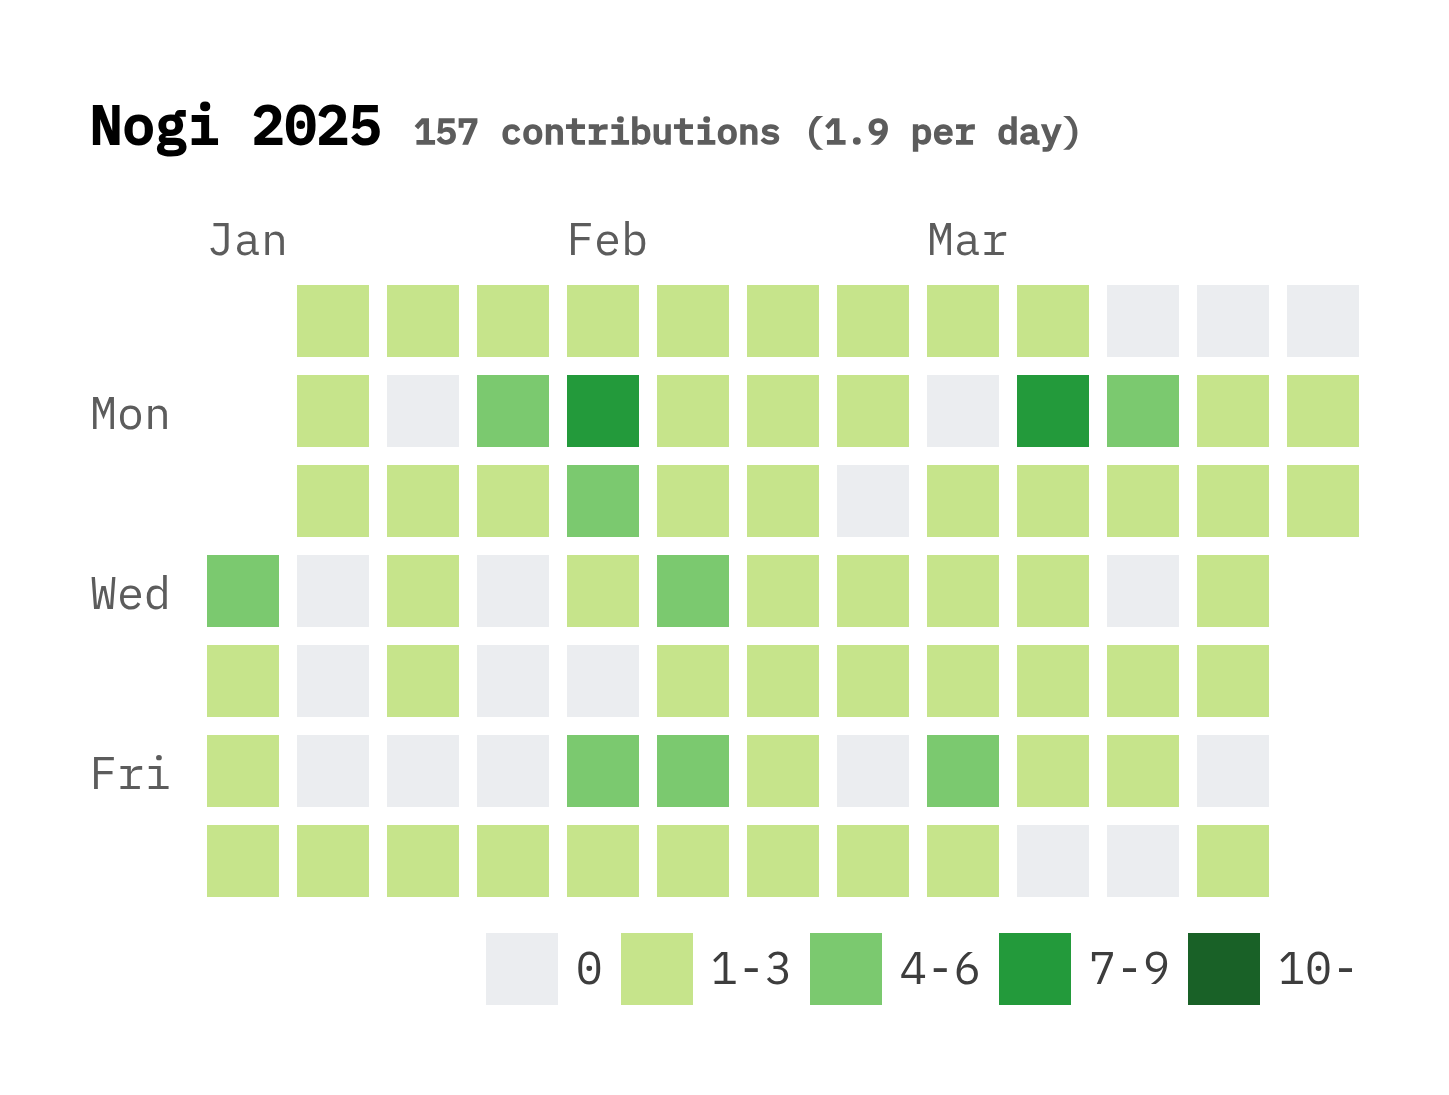 Nogi 2025 157 contributions (1.9 per day)
Jan Feb Mar
Mon
Wed
Fri
0 1-3 4-6 7-9 10-